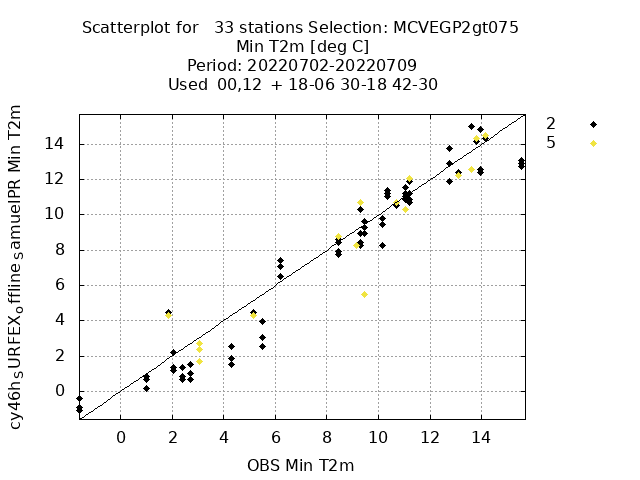 Scatterplot for   33 stations Selection: MCVEGP2gt075
Min T2m [deg C]
Period: 20220702-20220709
Used  00,12  + 18-06 30-18 42-30
2
5
cy46h_sURFEX_offline_samuelPR Min T2m
14
12
10
8
6
4
2
0
0 2 4 6 8 10 12 14
OBS Min T2m